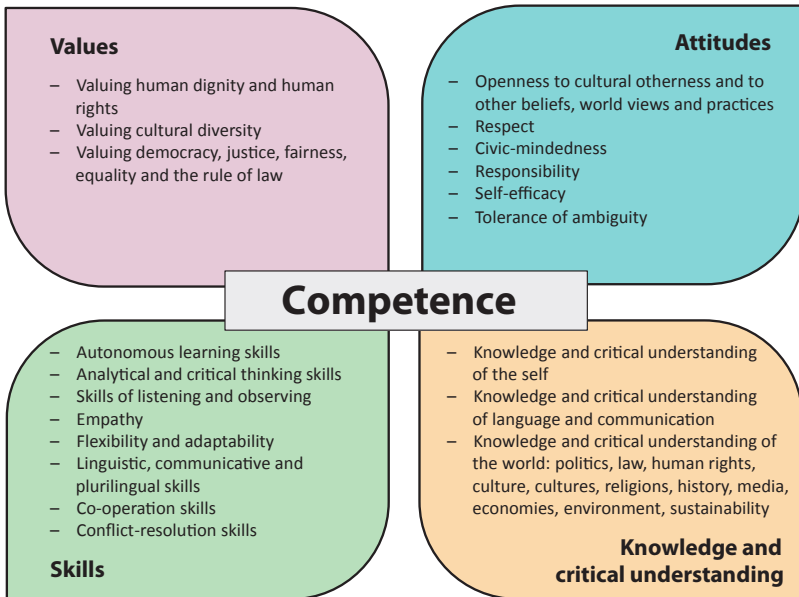 Values
– Valuing human dignity and human
rights
– Valuing cultural diversity
– Valuing democracy, justice, fairness,
equality and the rule of law
Attitudes
– Openness to cultural otherness and to
other beliefs, world views and practices
– Respect
– Civic-mindedness
– Responsibility
– Self-efficacy
– Tolerance of ambiguity
Competence
– Autonomous learning skills
– Analytical and critical thinking skills
– Skills of listening and observing
– Empathy
– Flexibility and adaptability
– Linguistic, communicative and
plurilingual skills
– Co-operation skills
– Conflict-resolution skills
Skills
– Knowledge and critical understanding
of the self
– Knowledge and critical understanding
of language and communication
– Knowledge and critical understanding of
the world: politics, law, human rights,
culture, cultures, religions, history, media,
economies, environment, sustainability
Knowledge and
critical understanding